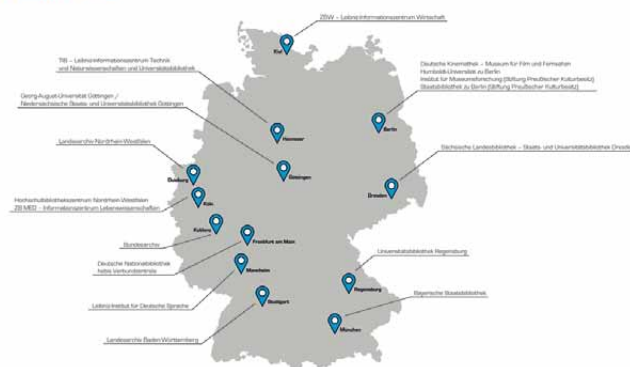 ZBW – Leibniz-Informationszentrum Wirtschaft
Kiel
TIB – Leibniz-Informationszentrum Technik
und Naturwissenschaften und Universitätsbibliothek
Deutsche Kinemathek – Museum für Film und Fernsehen
Humboldt-Universität zu Berlin
Institut für Museumsforschung (Stiftung Preußischer Kulturbesitz)
Staatsbibliothek zu Berlin (Stiftung Preußischer Kulturbesitz)
Georg-August-Universität Göttingen /
Niedersächsische Staats- und Universitätsbibliothek Göttingen
Berlin
Hannover
Landesarchiv Nordrhein-Westfalen
Sächsische Landesbibliothek – Staats- und Universitätsbibliothek Dresde
Göttingen
Duisburg
Dresden
Hochschulbibliothekszentrum Nordrhein-Westfalen
ZB MED – Informationszentrum Lebenswissenschaften
Köln
Koblenz
Bundesarchiv
Frankfurt am Main
Universitätsbibliothek Regensburg
Deutsche Nationalbibliothek
hebis Verbundzentrale
Mannheim
Regensburg
Bayerische Staatsbibliothek
Leibniz-Institut für Deutsche Sprache
Stuttgart
München
Landesarchiv Baden-Württemberg